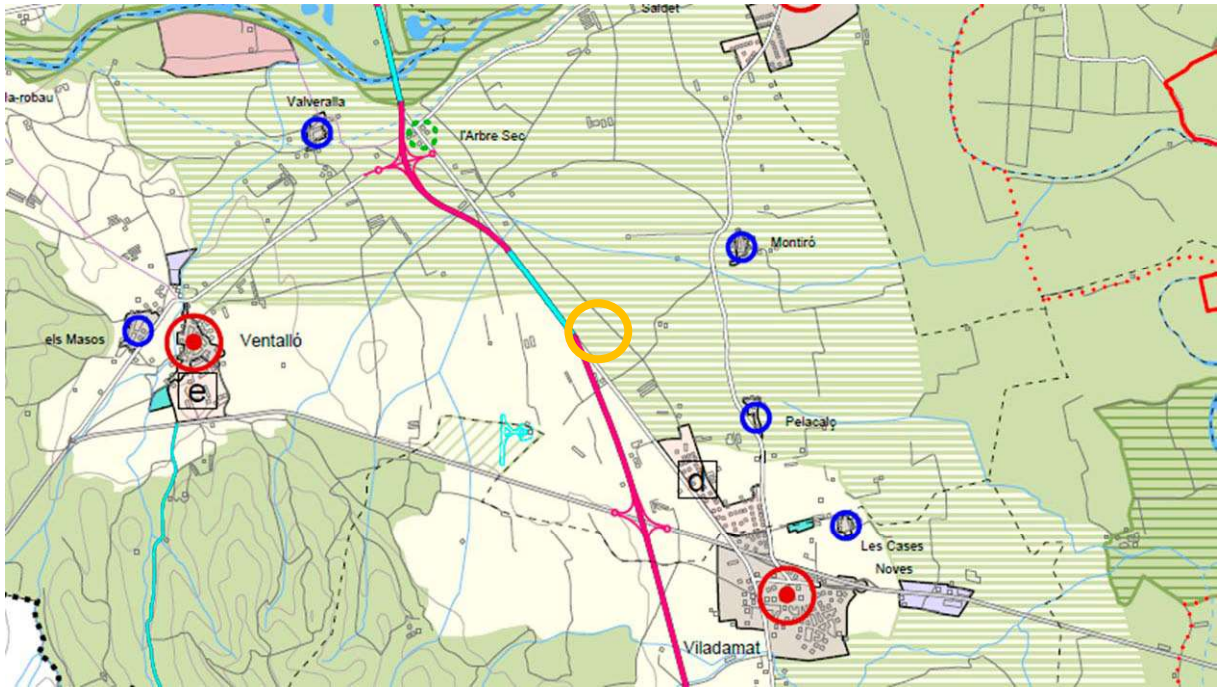 Saldet
la-robau
Valveralla
l'Arbre Sec
Montiró
els Masos
Ventalló
e
Pelacalç
d
Les Cases
Noves
Viladamat